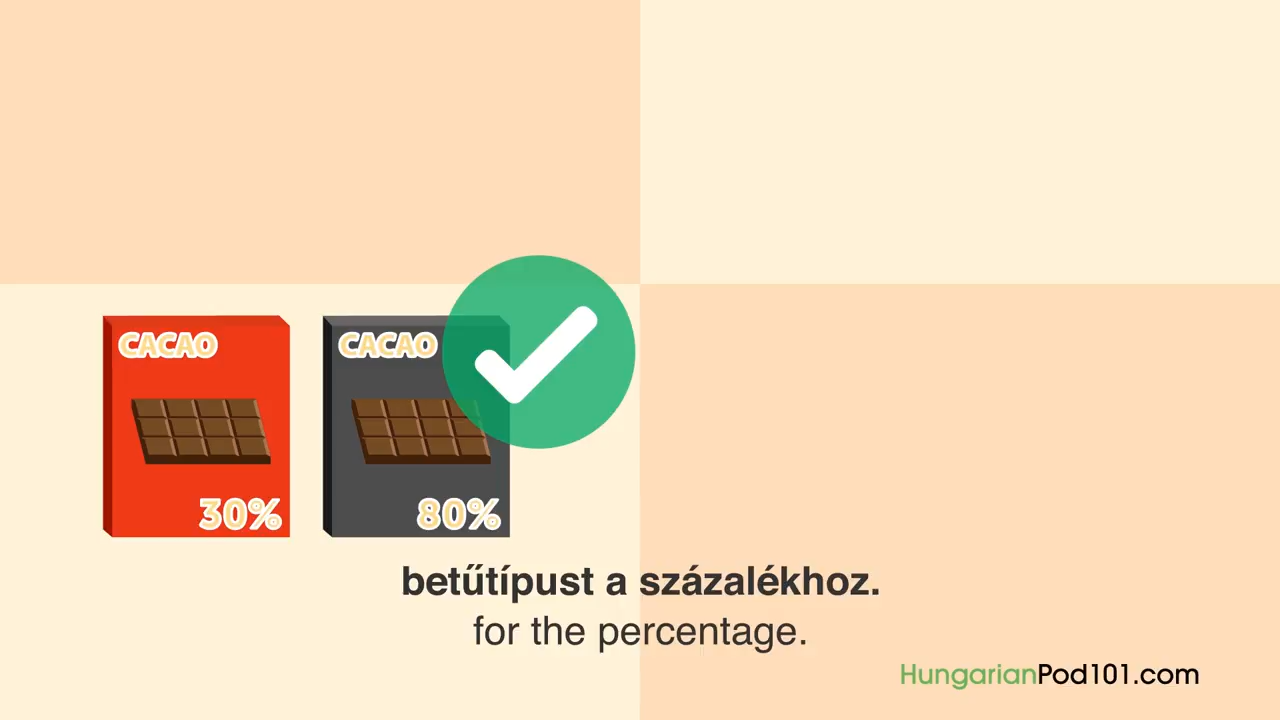 CACAO
CACAO
30%
80%
betűtípust a százalékhoz.
for the percentage.
HungarianPod101.com